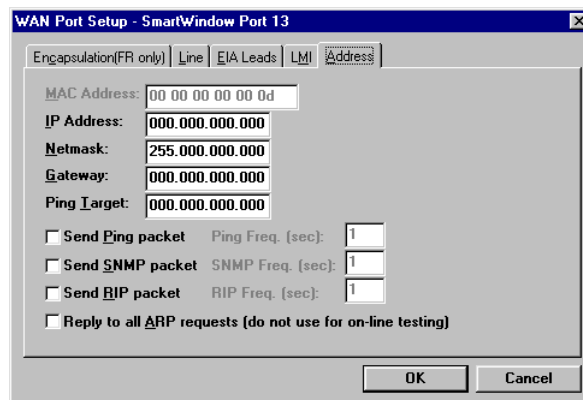 WAN Port Setup - SmartWindow Port 13
Encapsulation(FR only) Line EIA Leads LMI Address
MAC Address: 00 00 00 00 00 0d
IP Address: 000.000.000.000
Netmask: 255.000.000.000
Gateway: 000.000.000.000
Ping Target: 000.000.000.000
Send Ping packet Ping Freq. (sec): 1
Send SNMP packet SNMP Freq. (sec): 1
Send RIP packet RIP Freq. (sec): 1
Reply to all ARP requests (do not use for on-line testing)
OK Cancel